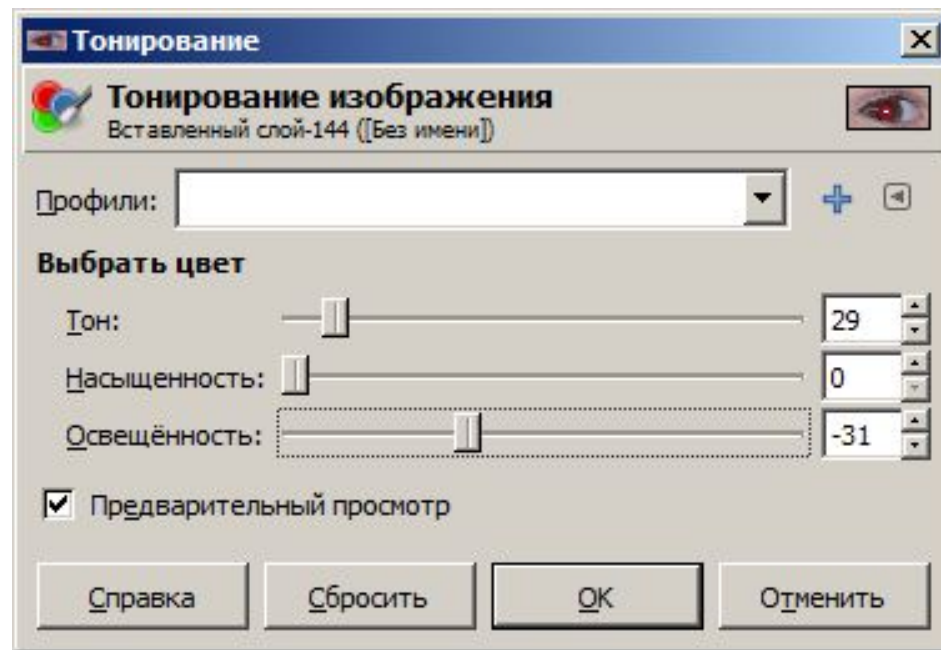 Тонирование
Тонирование изображения
Вставленный слой-144 ([Без имени])
Профили:
Выбрать цвет
Тон: 29
Насыщенность: 0
Освещённость: -31
Предварительный просмотр
Справка Сбросить OK Отменить